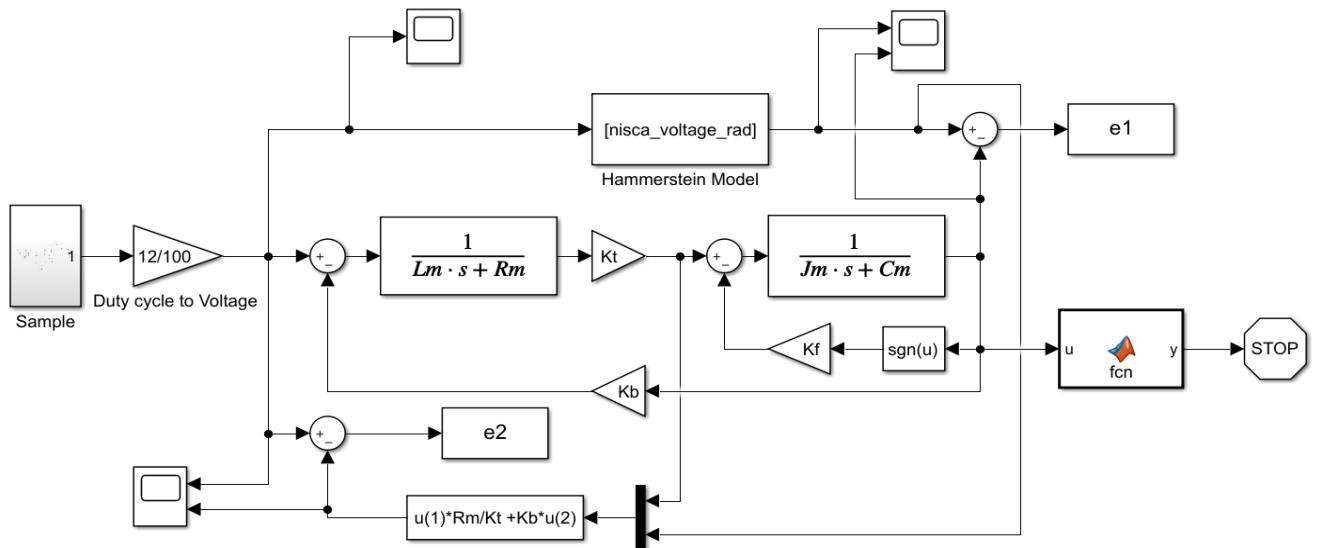 [nisca_voltage_rad]
Hammerstein Model
+
_
e1
1
Sample
12/100
Duty cycle to Voltage
+
_
1
Lm · s + Rm
Kt
+
_
1
Jm · s + Cm
Kf
sgn(u)
u
y
fcn
STOP
Kb
+
_
e2
u(1)*Rm/Kt +Kb*u(2)